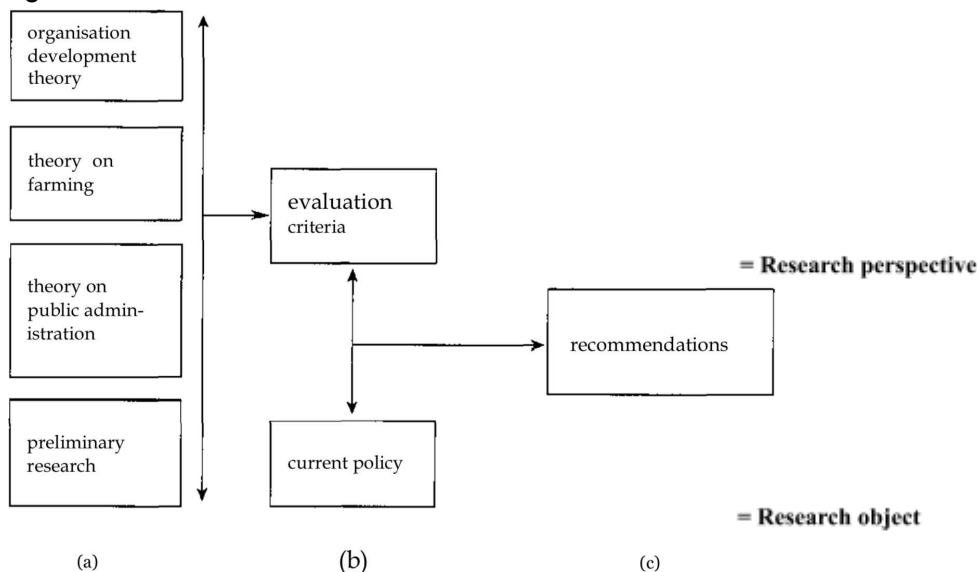 organisation
development
theory
theory on
farming
theory on
public admin-
istration
preliminary
research
evaluation
criteria
current policy
recommendations
= Research perspective
= Research object
(a)
(b)
(c)